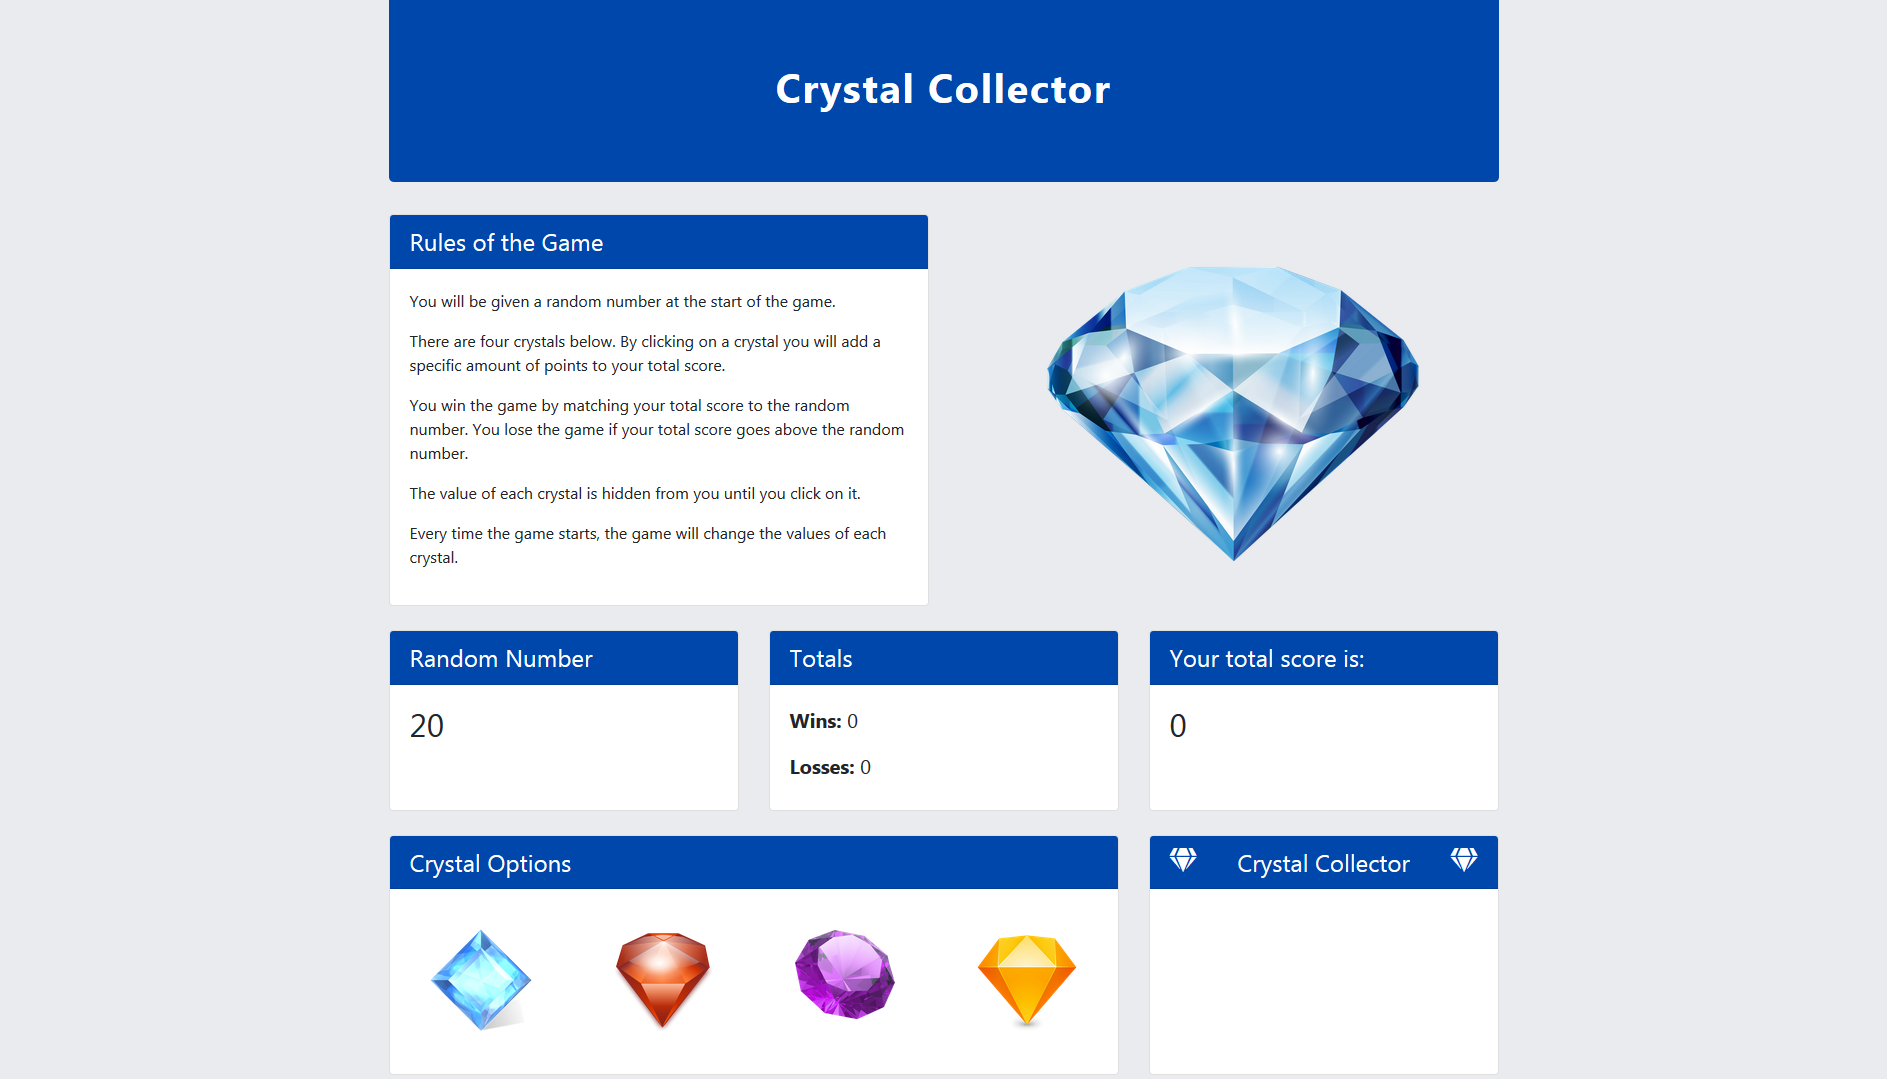 Crystal Collector
Rules of the Game
You will be given a random number at the start of the game.
There are four crystals below. By clicking on a crystal you will add a
specific amount of points to your total score.
You win the game by matching your total score to the random
number. You lose the game if your total score goes above the random
number.
The value of each crystal is hidden from you until you click on it.
Every time the game starts, the game will change the values of each
crystal.
Random Number
20
Totals
Wins: 0
Losses: 0
Your total score is:
0
Crystal Options
Crystal Collector